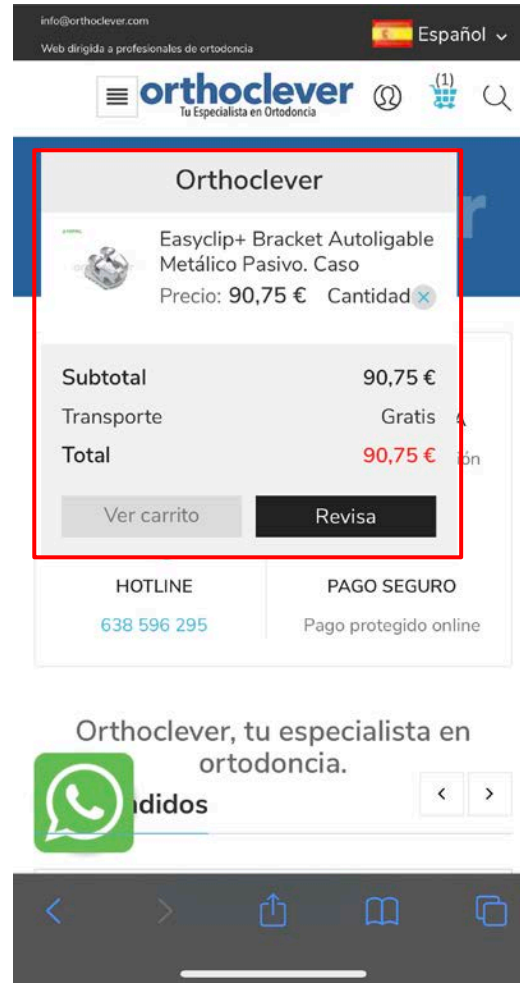 info@orthoclever.com
Web dirigida a profesionales de ortodoncia
Español
orthoclever
Tu Especialista en Ortodoncia
(1)
r
Orthoclever
Easyclip+ Bracket Autoligable
Metálico Pasivo. Caso
Precio: 90,75 € Cantidad
Subtotal 90,75 €
Transporte Gratis
Total 90,75 €
ión
Ver carrito Revisa
HOTLINE PAGO SEGURO
638 596 295 Pago protegido online
Orthoclever, tu especialista en
ortodoncia.
ndidos